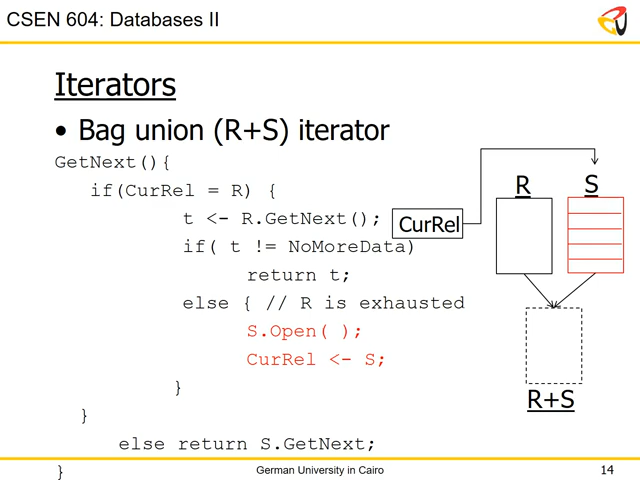 CSEN 604: Databases II
Iterators
• Bag union (R+S) iterator
GetNext(){
if(CurRel = R) {
t <- R.GetNext();
if( t != NoMoreData)
return t;
else { // R is exhausted
S.Open( );
CurRel <- S;
}
}
else return S.GetNext;
}
CurRel
R
S
R+S
German University in Cairo
14